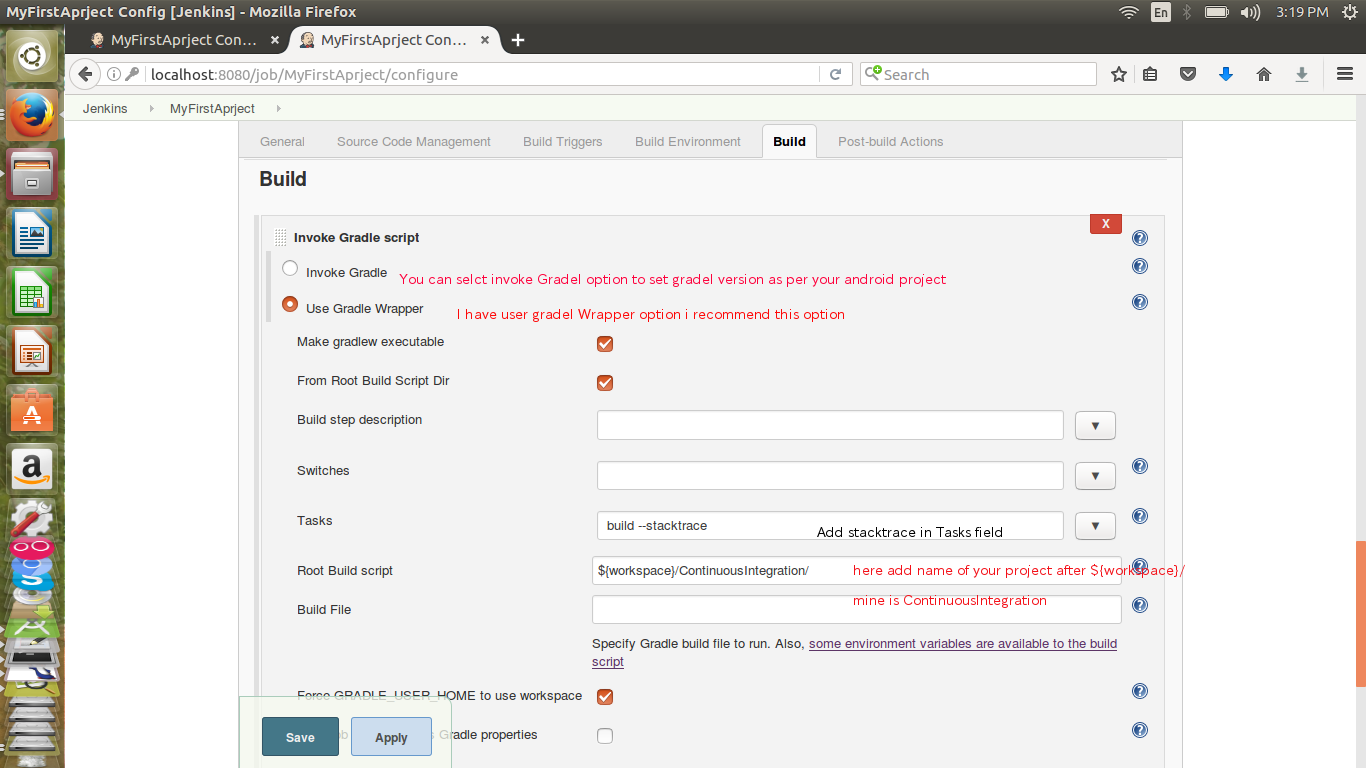 MyFirstAprject Config [Jenkins] - Mozilla Firefox
En
3:19 PM
MyFirstAprject Con... ×
MyFirstAprject Con... ×
localhost:8080/job/MyFirstAprject/configure
Search
Jenkins
MyFirstAprject
General
Source Code Management
Build Triggers
Build Environment
Build
Post-build Actions
Build
X
Invoke Gradle script
Invoke Gradle
You can selct invoke Gradel option to set gradel version as per your android project
Use Gradle Wrapper
I have user gradel Wrapper option i recommend this option
Make gradlew executable
From Root Build Script Dir
Build step description
Switches
Tasks
build --stacktrace
Add stacktrace in Tasks field
Root Build script
${workspace}/ContinuousIntegration/
here add name of your project after ${workspace}/
mine is ContinuousIntegration
Build File
Specify Gradle build file to run. Also, some environment variables are available to the build
script
Force GRADLE_USER_HOME to use workspace
Gradle properties
Save
Apply